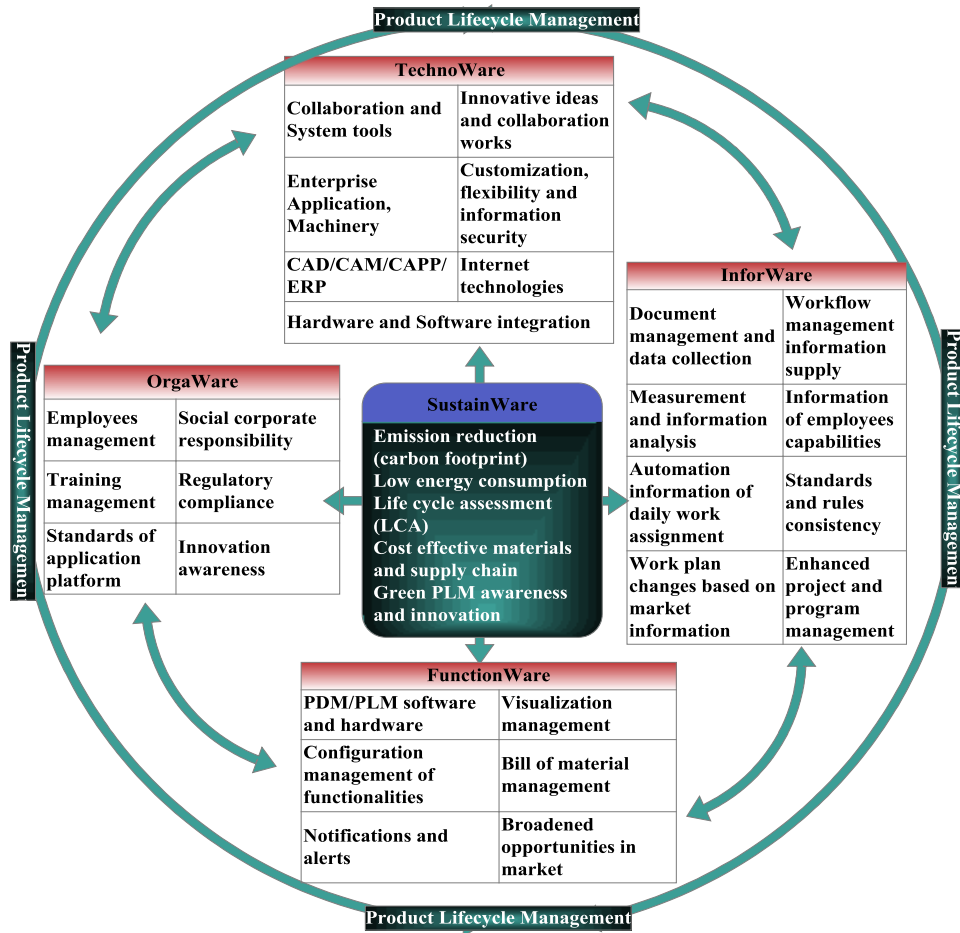 Product Lifecycle Management
TechnoWare
Collaboration and
System tools
Innovative ideas
and collaboration
works
Enterprise
Application,
Machinery
Customization,
flexibility and
information
security
CAD/CAM/CAPP/
ERP
Internet
technologies
Hardware and Software integration
InforWare
Document
management and
data collection
Workflow
management
information
supply
Measurement
and information
analysis
Information
of employees
capabilities
Automation
information of
daily work
assignment
Standards
and rules
consistency
Work plan
changes based on
market
information
Enhanced
project and
program
management
Product Lifecycle Management
OrgaWare
Employees
management
Social corporate
responsibility
Training
management
Regulatory
compliance
Standards of
application
platform
Innovation
awareness
Product Lifecycle Managemen
SustainWare
Emission reduction
(carbon footprint)
Low energy consumption
Life cycle assessment
(LCA)
Cost effective materials
and supply chain
Green PLM awareness
and innovation
FunctionWare
PDM/PLM software
and hardware
Visualization
management
Configuration
management of
functionalities
Bill of material
management
Notifications and
alerts
Broadened
opportunities in
market
Product Lifecycle Management